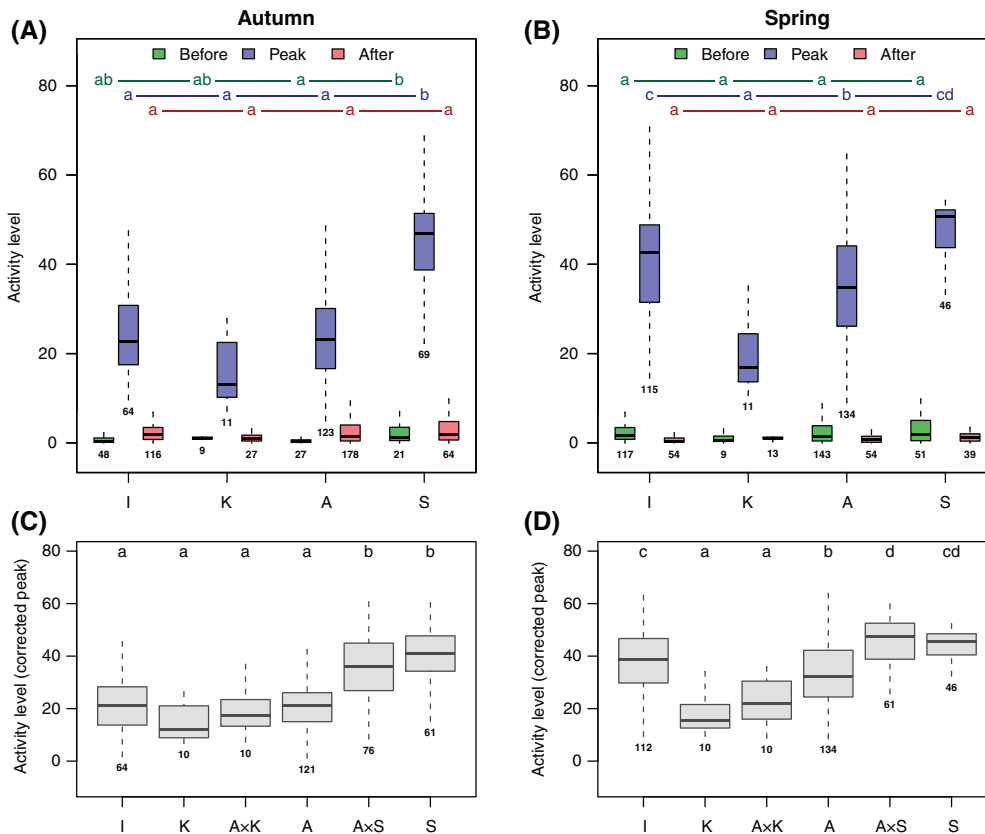 Autumn
(A)
Before Peak After
ab ab a b
a a a b
a a a a
80
60
40
20
0
Activity level
64 11 123 69
48 116 9 27 27 178 21 64
I K A S
Spring
(B)
Before Peak After
a a a a
c a b cd
a a a a
80
60
40
20
0
Activity level
115 11 134 46
117 54 9 13 143 54 51 39
I K A S
(C)
a a a a b b
80
60
40
20
0
Activity level (corrected peak)
64 10 10 121 76 61
I K A×K A A×S S
(D)
c a a b d cd
80
60
40
20
0
Activity level (corrected peak)
112 10 10 134 61 46
I K A×K A A×S S